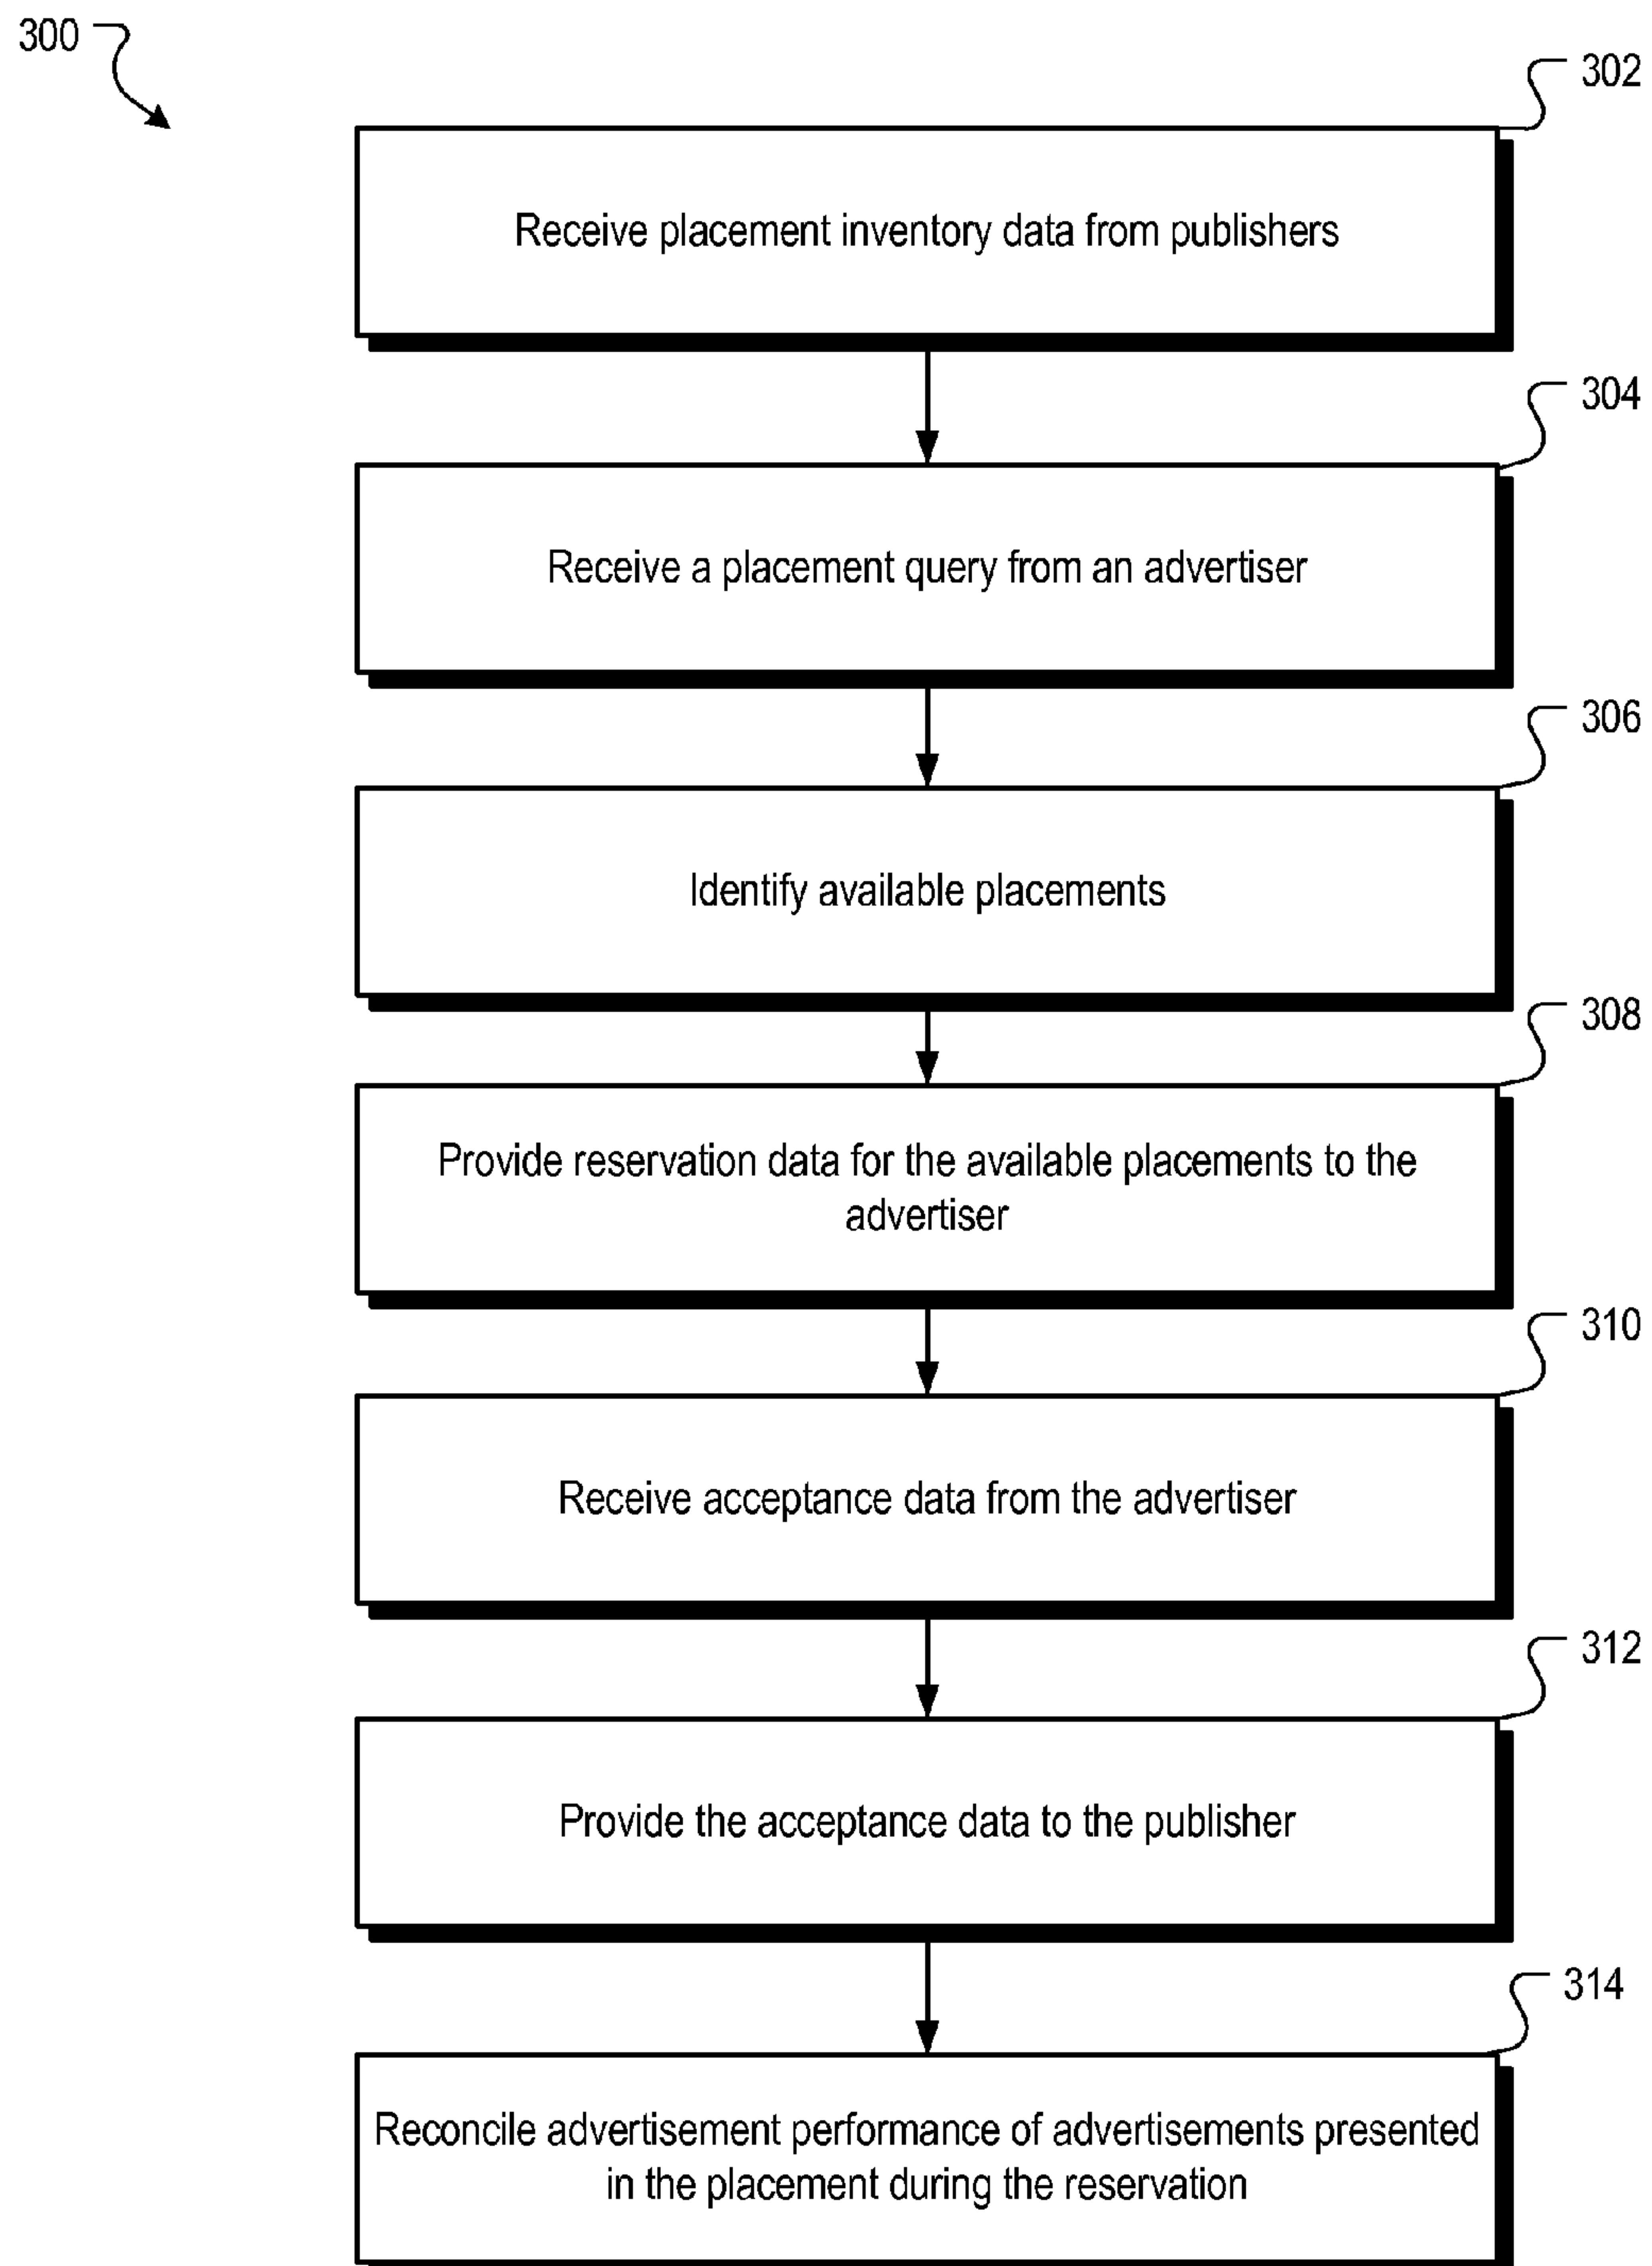 300
302
Receive placement inventory data from publishers
304
Receive a placement query from an advertiser
306
Identify available placements
308
Provide reservation data for the available placements to the
advertiser
310
Receive acceptance data from the advertiser
312
Provide the acceptance data to the publisher
314
Reconcile advertisement performance of advertisements presented
in the placement during the reservation